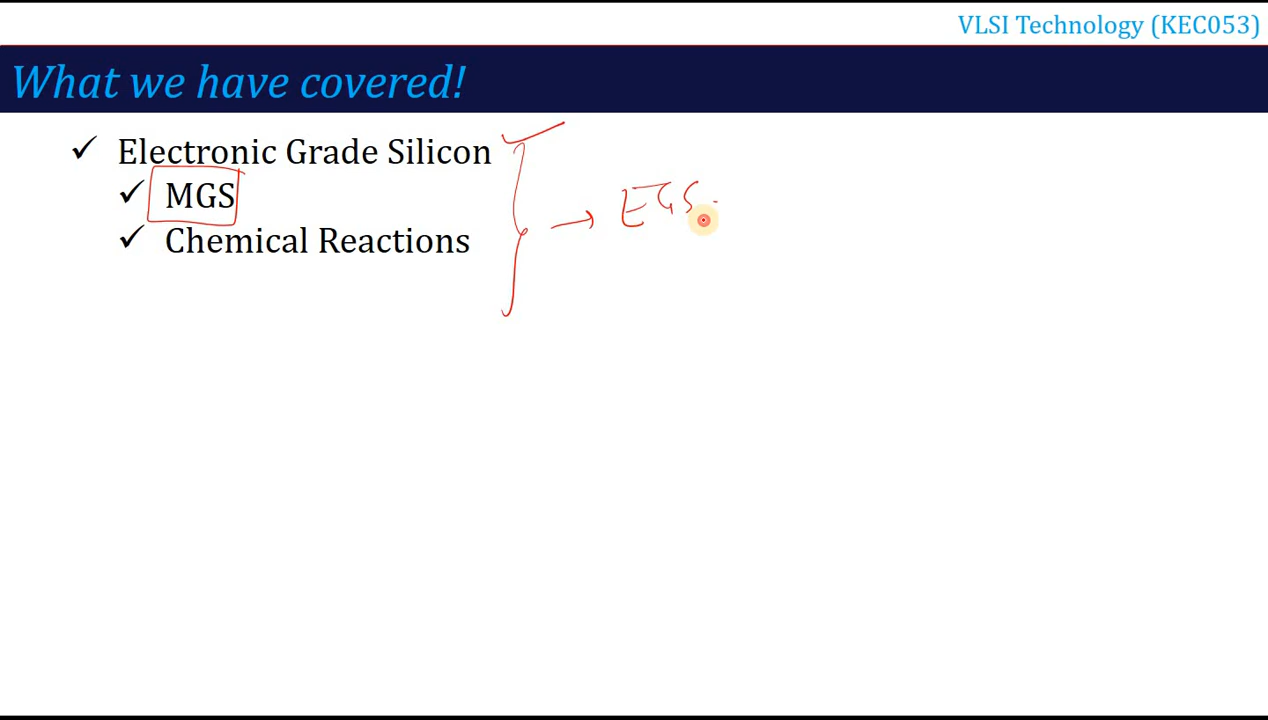 VLSI Technology (KEC053)
What we have covered!
✓ Electronic Grade Silicon
✓ MGS
✓ Chemical Reactions
→ EGS.